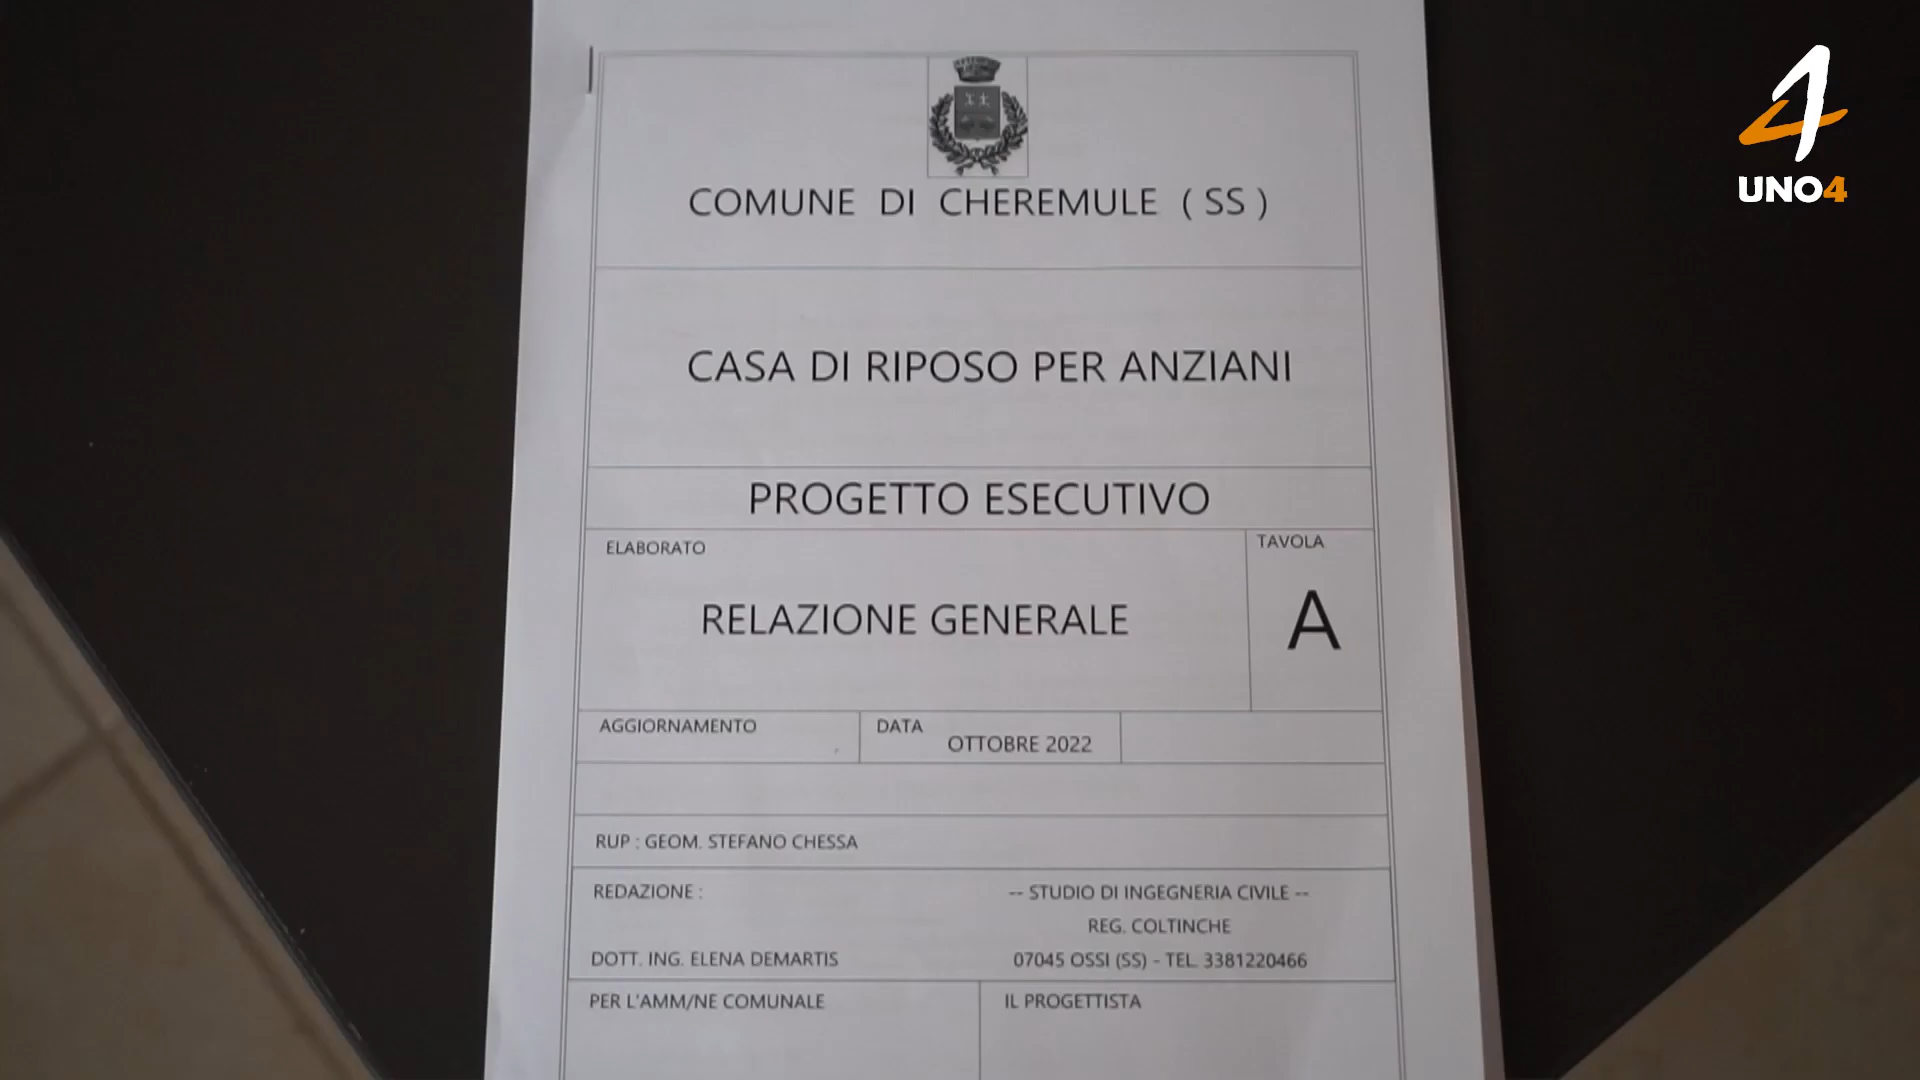 COMUNE DI CHEREMULE ( SS )
CASA DI RIPOSO PER ANZIANI
PROGETTO ESECUTIVO
ELABORATO
RELAZIONE GENERALE
TAVOLA
A
AGGIORNAMENTO
DATA
OTTOBRE 2022
RUP : GEOM. STEFANO CHESSA
REDAZIONE :
DOTT. ING. ELENA DEMARTIS
-- STUDIO DI INGEGNERIA CIVILE --
REG. COLTINCHE
07045 OSSI (SS) - TEL. 3381220466
PER L'AMM/NE COMUNALE
IL PROGETTISTA
UNO4